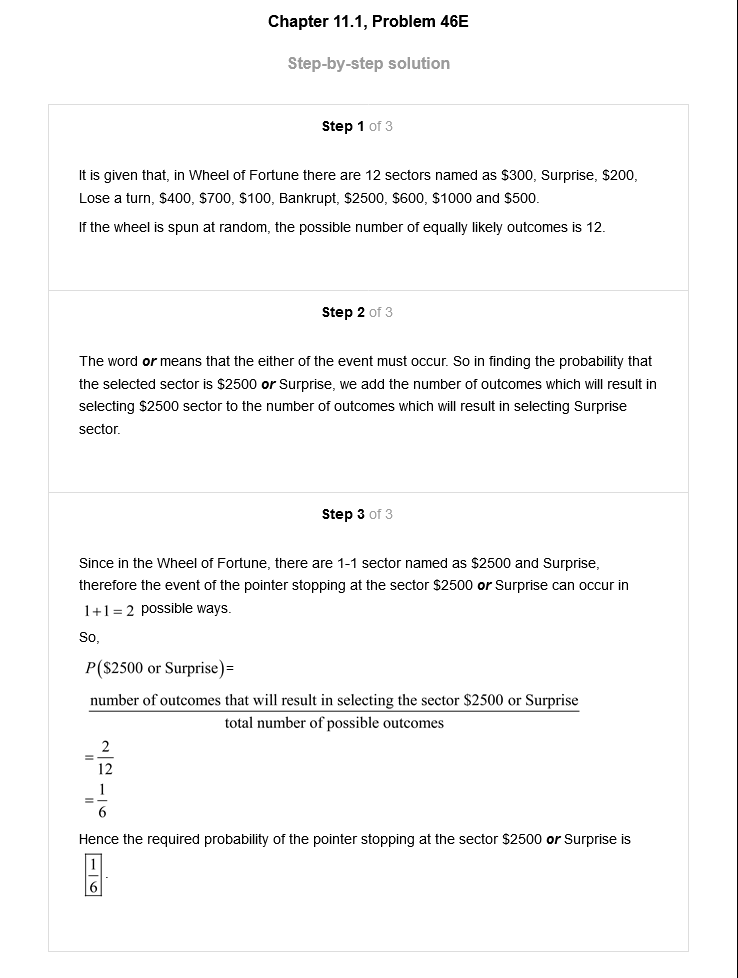 Chapter 11.1, Problem 46E
Step-by-step solution
Step 1 of 3
It is given that, in Wheel of Fortune there are 12 sectors named as $300, Surprise, $200,
Lose a turn, $400, $700, $100, Bankrupt, $2500, $600, $1000 and $500.
If the wheel is spun at random, the possible number of equally likely outcomes is 12.
Step 2 of 3
The word or means that the either of the event must occur. So in finding the probability that
the selected sector is $2500 or Surprise, we add the number of outcomes which will result in
selecting $2500 sector to the number of outcomes which will result in selecting Surprise
sector.
Step 3 of 3
Since in the Wheel of Fortune, there are 1-1 sector named as $2500 and Surprise,
therefore the event of the pointer stopping at the sector $2500 or Surprise can occur in
1+1=2 possible ways.
So,
P($2500 or Surprise)=
number of outcomes that will result in selecting the sector $2500 or Surprise
total number of possible outcomes
= 2
12
= 1
6
Hence the required probability of the pointer stopping at the sector $2500 or Surprise is
1
6 .